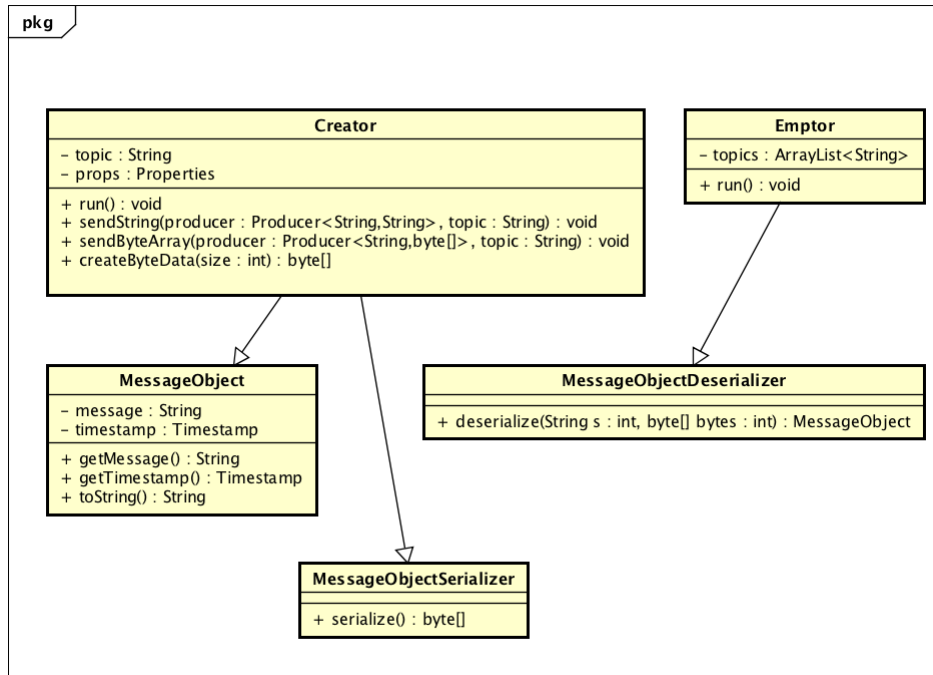 pkg
Creator
– topic : String
– props : Properties
+ run() : void
+ sendString(producer : Producer<String,String> , topic : String) : void
+ sendByteArray(producer : Producer<String,byte[]>, topic : String) : void
+ createByteData(size : int) : byte[]
Emptor
– topics : ArrayList<String>
+ run() : void
MessageObject
– message : String
– timestamp : Timestamp
+ getMessage() : String
+ getTimestamp() : Timestamp
+ toString() : String
MessageObjectDeserializer
+ deserialize(String s : int, byte[] bytes : int) : MessageObject
MessageObjectSerializer
+ serialize() : byte[]